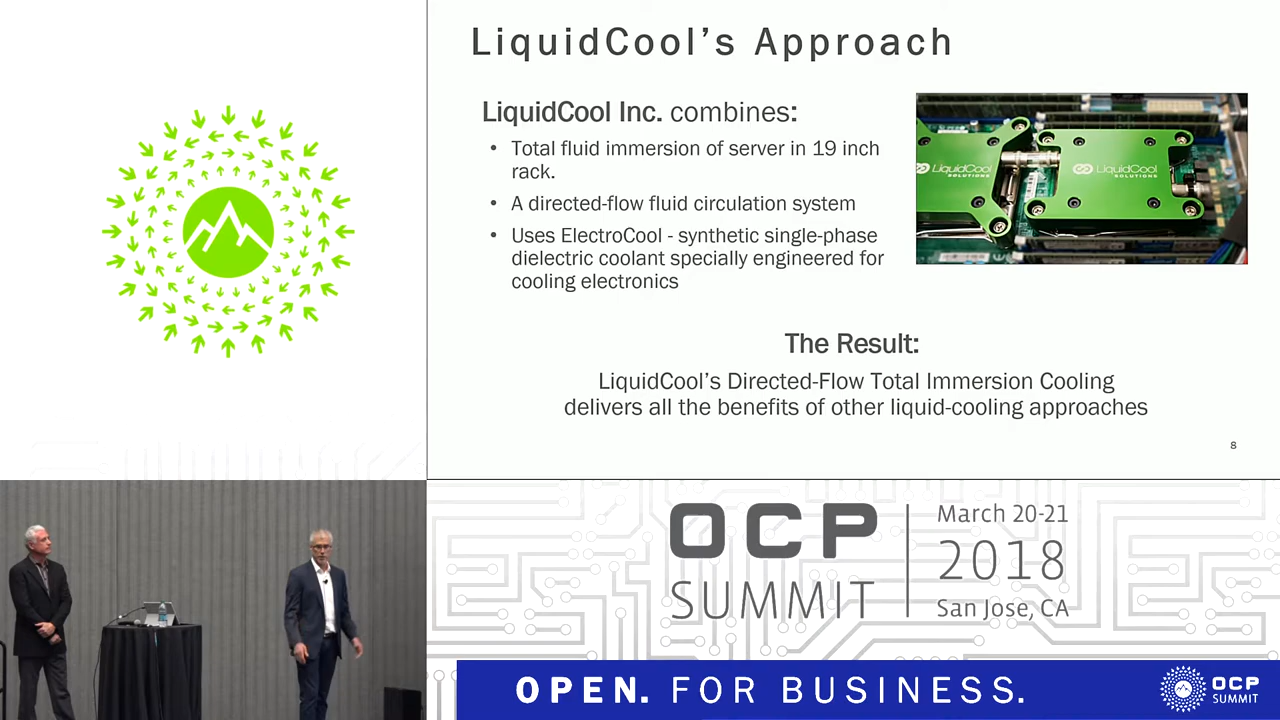 LiquidCool's Approach
LiquidCool Inc. combines:
• Total fluid immersion of server in 19 inch
rack.
• A directed-flow fluid circulation system
• Uses ElectroCool - synthetic single-phase
dielectric coolant specially engineered for
cooling electronics
LiquidCool
SOLUTIONS
LiquidCool
SOLUTIONS
The Result:
LiquidCool's Directed-Flow Total Immersion Cooling
delivers all the benefits of other liquid-cooling approaches
8
OCP
SUMMIT
March 20-21
2018
San Jose, CA
OPEN. FOR BUSINESS.
OCP
SUMMIT